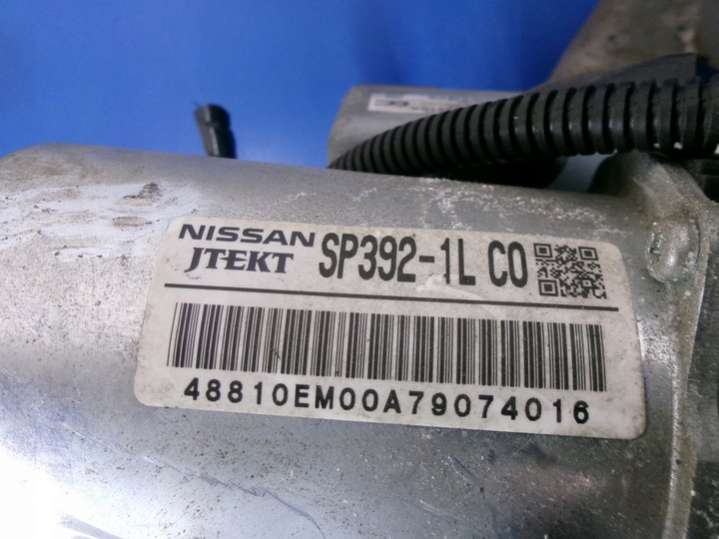 NISSAN
JTEKT
SP392-1L C0
48810EM00A79074016